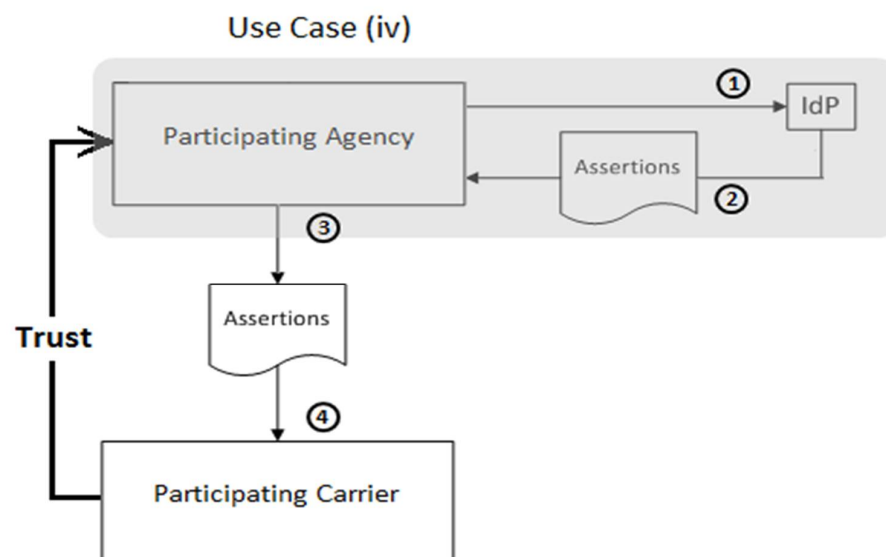 Use Case (iv)
1
IdP
Participating Agency
Assertions
2
3
Assertions
Trust
4
Participating Carrier